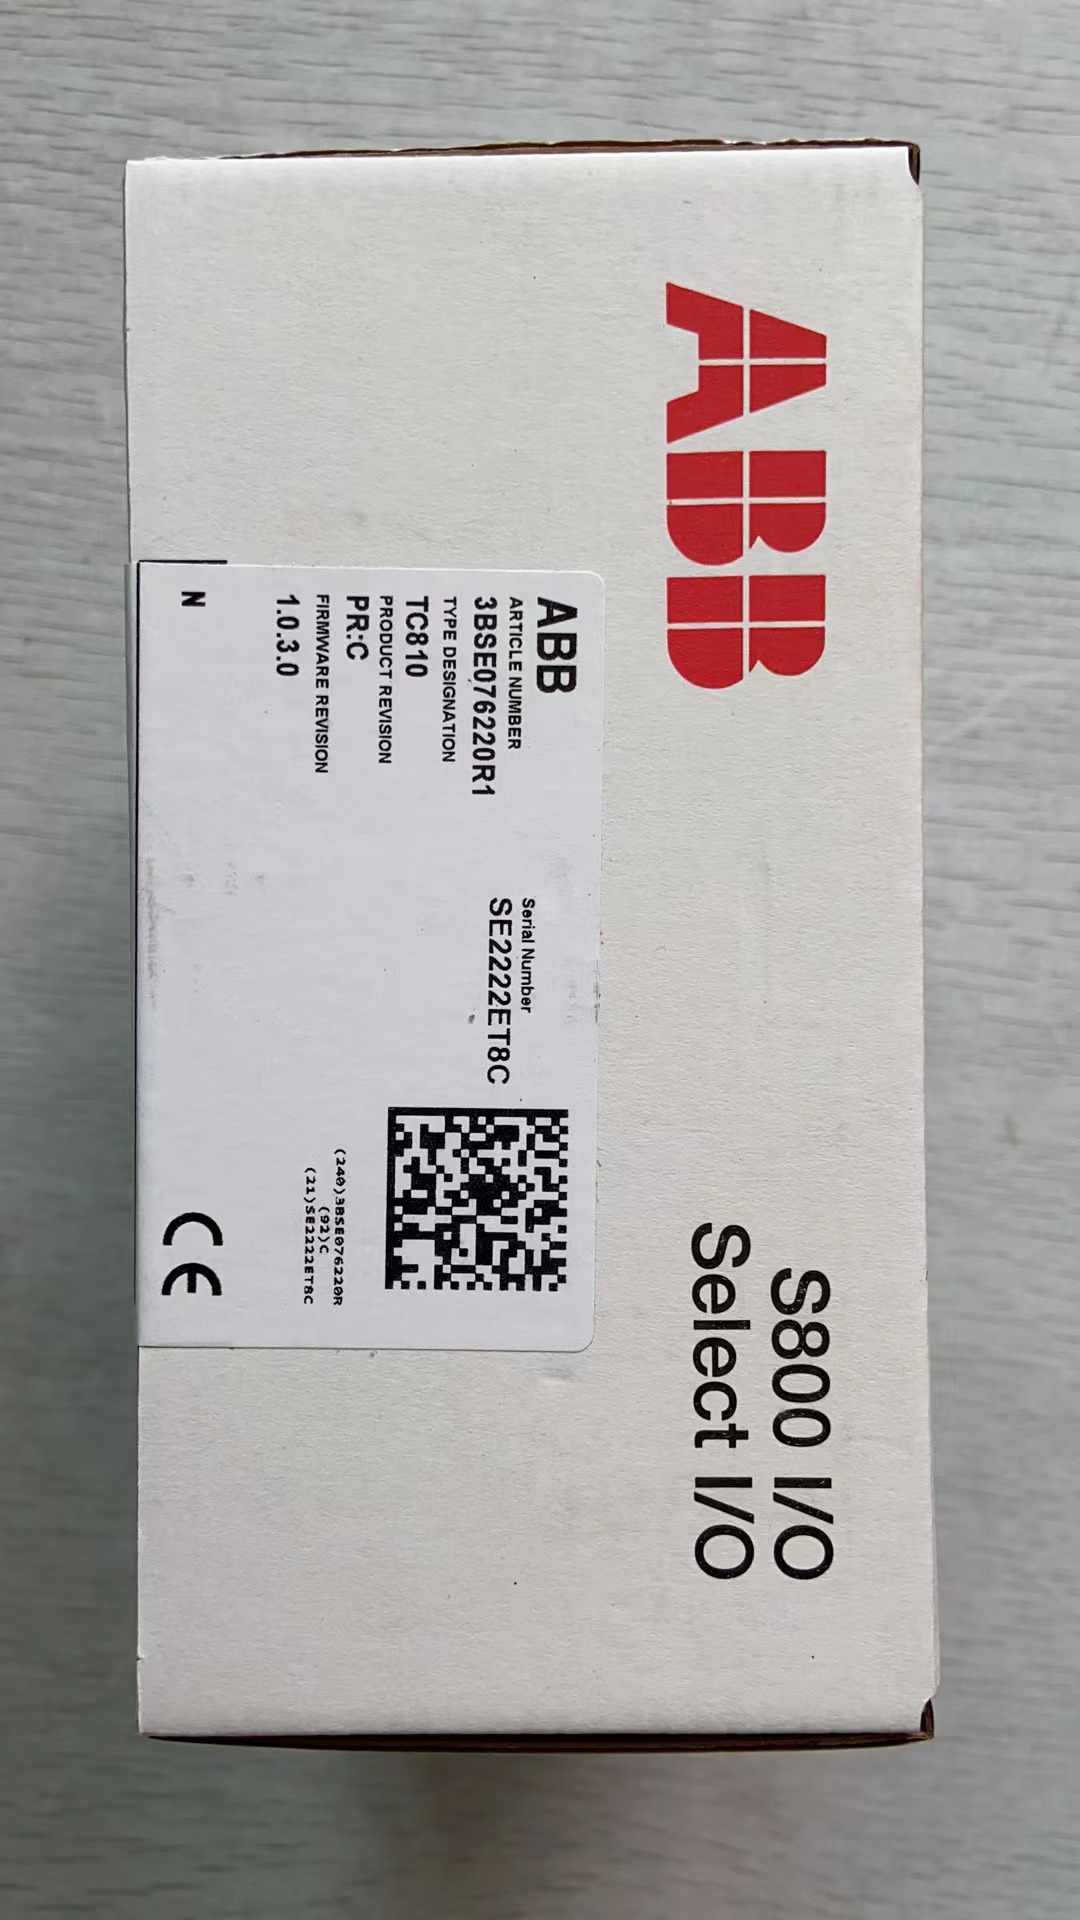 ABB
S800 I/O
Select I/O
ABB
ARTICLE NUMBER
3BSE076220R1
TYPE DESIGNATION
TC810
PRODUCT REVISION
PR:C
FIRMWARE REVISION
1.0.3.0
N
Serial Number
SE2222ET8C
(240)3BSE076220R
(92)C
(21)SE2222ET8C
CE